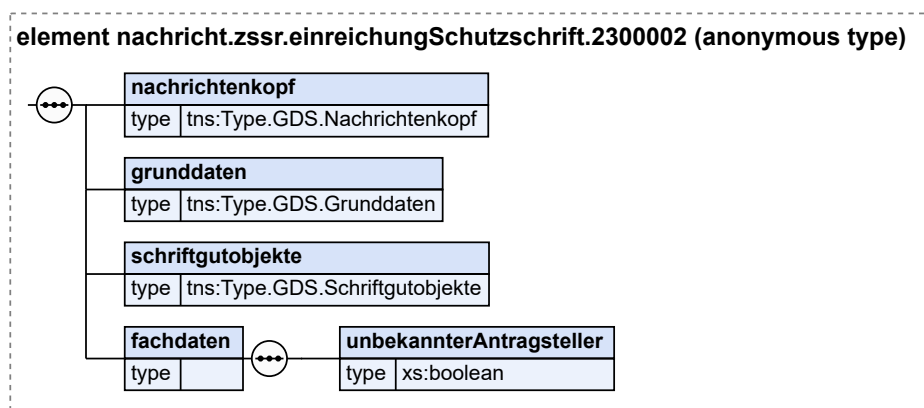 element nachricht.zssr.einreichungSchutzschrift.2300002 (anonymous type)
nachrichtenkopf
type tns:Type.GDS.Nachrichtenkopf
grunddaten
type tns:Type.GDS.Grunddaten
schriftgutobjekte
type tns:Type.GDS.Schriftgutobjekte
fachdaten
type
unbekannterAntragsteller
type xs:boolean